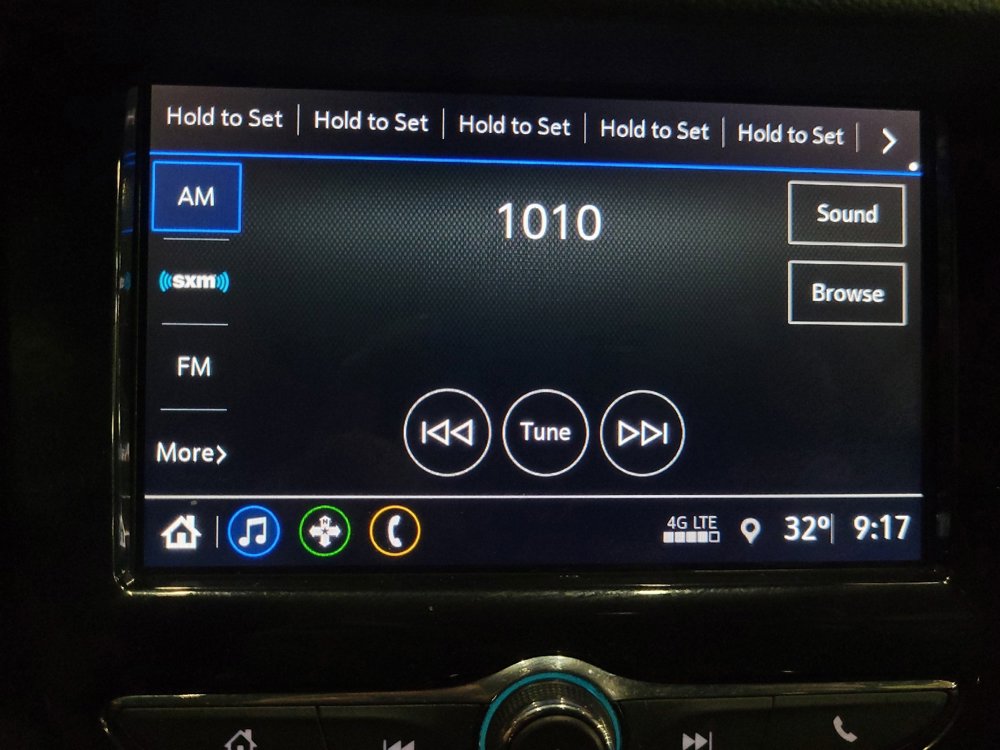 Hold to Set Hold to Set Hold to Set Hold to Set Hold to Set
AM
1010
Sound
sxm
Browse
FM
Tune
More>
4G LTE
32° 9:17
N